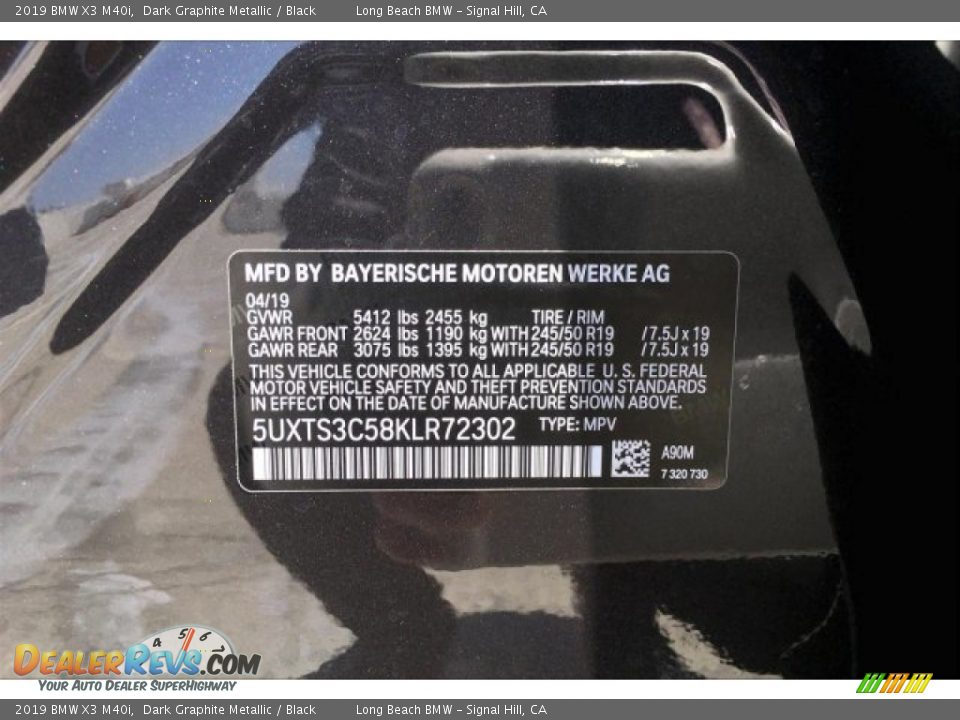 2019 BMW X3 M40i, Dark Graphite Metallic / Black Long Beach BMW - Signal Hill, CA
MFD BY BAYERISCHE MOTOREN WERKE AG
04/19
GVWR 5412 lbs 2455 kg TIRE / RIM
GAWR FRONT 2624 lbs 1190 kg WITH 245/50 R19 /7.5J x 19
GAWR REAR 3075 lbs 1395 kg WITH 245/50 R19 /7.5J x 19
THIS VEHICLE CONFORMS TO ALL APPLICABLE U. S. FEDERAL
MOTOR VEHICLE SAFETY AND THEFT PREVENTION STANDARDS
IN EFFECT ON THE DATE OF MANUFACTURE SHOWN ABOVE.
5UXTS3C58KLR72302 TYPE: MPV
A90M
7 320 730
4 5 6
DEALERREVS.COM
YOUR AUTO DEALER SUPERHIGHWAY
2019 BMW X3 M40i, Dark Graphite Metallic / Black Long Beach BMW - Signal Hill, CA